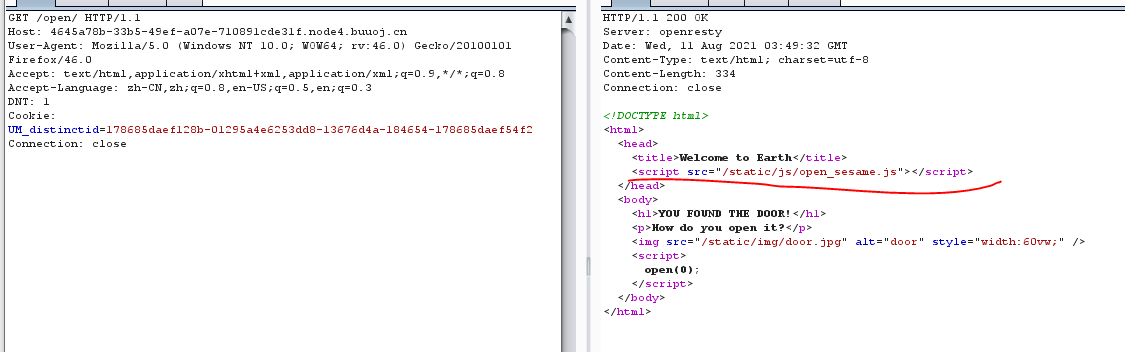 GET /open/ HTTP/1.1
Host: 4645a78b-33b5-49ef-a07e-710891cde31f.node4.buuoj.cn
User-Agent: Mozilla/5.0 (Windows NT 10.0; WOW64; rv:46.0) Gecko/20100101
Firefox/46.0
Accept: text/html,application/xhtml+xml,application/xml;q=0.9,*/*;q=0.8
Accept-Language: zh-CN,zh;q=0.8,en-US;q=0.5,en;q=0.3
DNT: 1
Cookie:
UM_distinctid=178685daef128b-01295a4e6253dd8-13676d4a-184654-178685daef54f2
Connection: close
HTTP/1.1 200 OK
Server: openresty
Date: Wed, 11 Aug 2021 03:49:32 GMT
Content-Type: text/html; charset=utf-8
Content-Length: 334
Connection: close
<!DOCTYPE html>
<html>
<head>
<title>Welcome to Earth</title>
<script src="/static/js/open_sesame.js"></script>
</head>
<body>
<h1>YOU FOUND THE DOOR!</h1>
<p>How do you open it?</p>
<img src="/static/img/door.jpg" alt="door" style="width:60vw;" />
<script>
open(0);
</script>
</body>
</html>